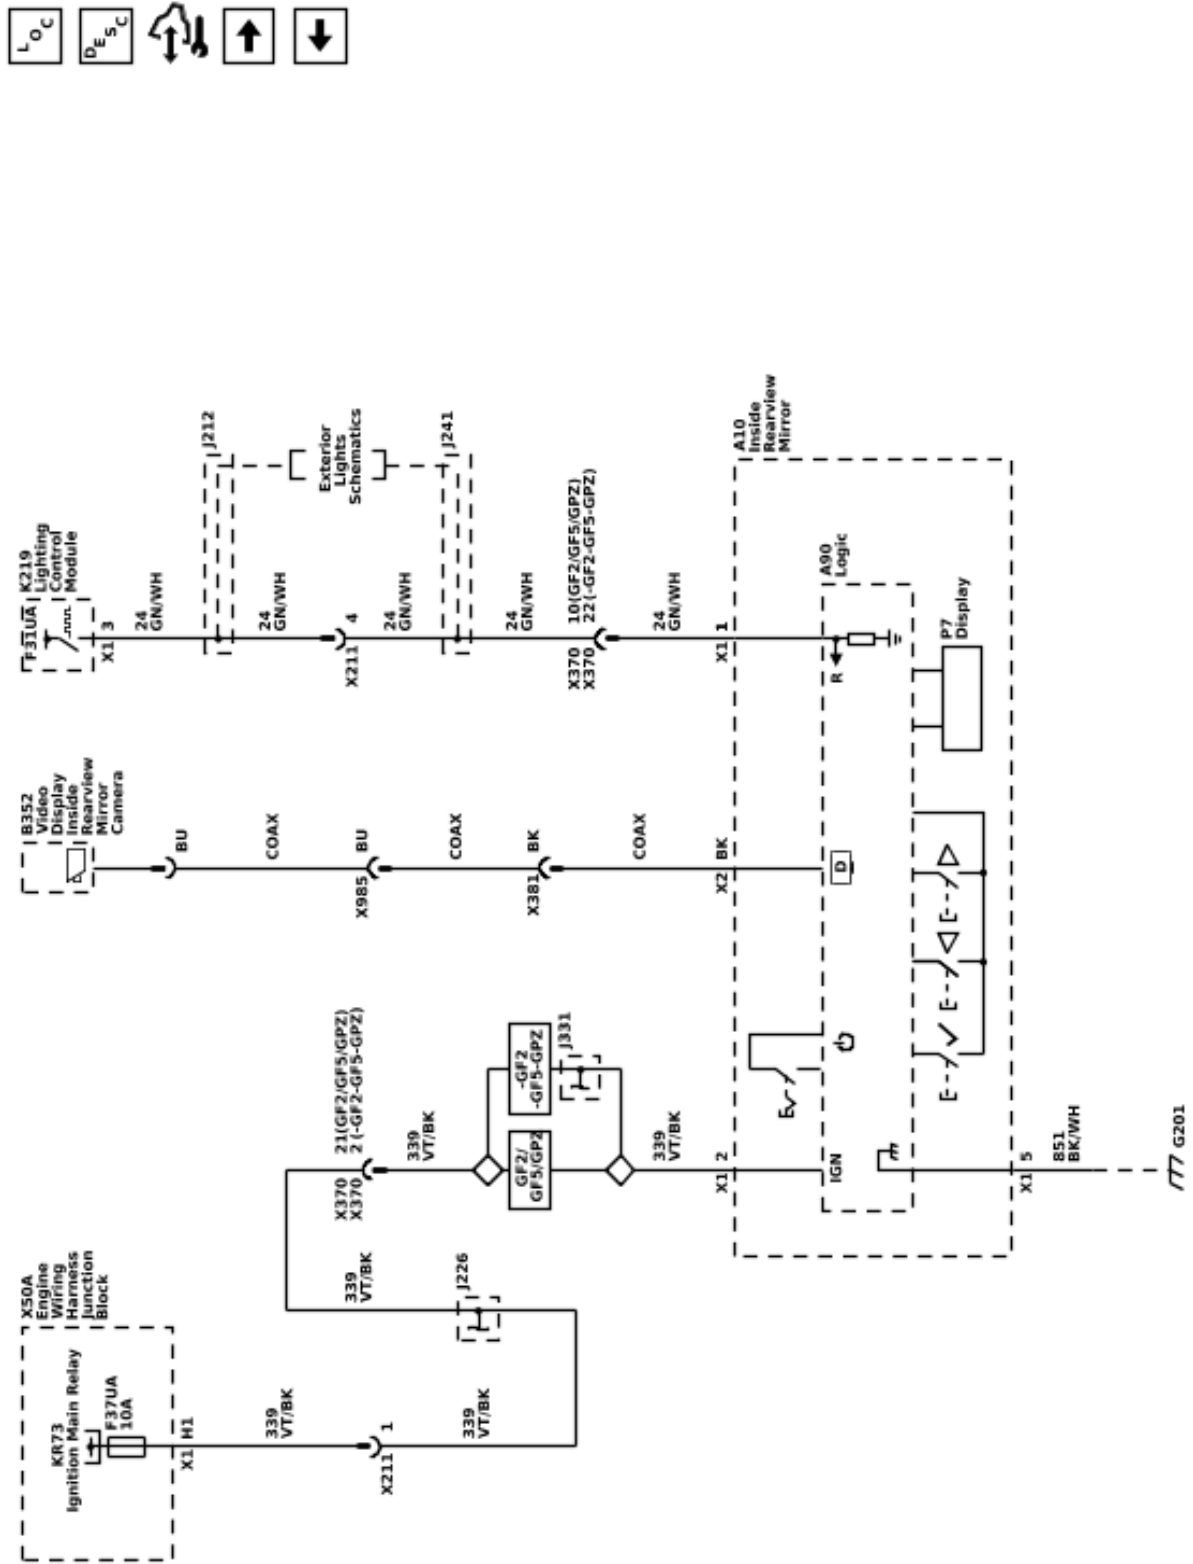 LOC
DESC
X50A
Engine
Wiring
Harness
Junction
Block
KR73
Ignition Main Relay
F37UA
10A
X1 H1
339
VT/BK
X211 1
339
VT/BK
J226
339
VT/BK
X370 21(GF2/GF5/GPZ)
X370 2 (-GF2-GF5-GPZ)
339
VT/BK
GF2/
GF5/GPZ
-GF2
-GF5-GPZ
J331
339
VT/BK
X1 2
B352
Video
Display
Inside
Rearview
Mirror
Camera
BU
COAX
X985 BU
COAX
X381 BK
COAX
X2 BK
K219
Lighting
Control
Module
F31UA
X1 3
24
GN/WH
J212
24
GN/WH
Exterior
Lights
Schematics
X211 4
24
GN/WH
J241
24
GN/WH
X370 10(GF2/GF5/GPZ)
X370 22 (-GF2-GF5-GPZ)
24
GN/WH
X1 1
A10
Inside
Rearview
Mirror
A90
Logic
IGN
D
R
P7
Display
X1 5
851
BK/WH
G201